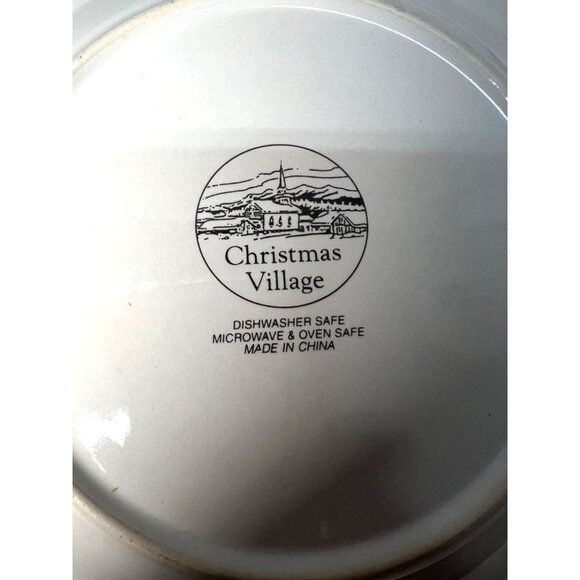 Christmas
Village
DISHWASHER SAFE
MICROWAVE & OVEN SAFE
MADE IN CHINA